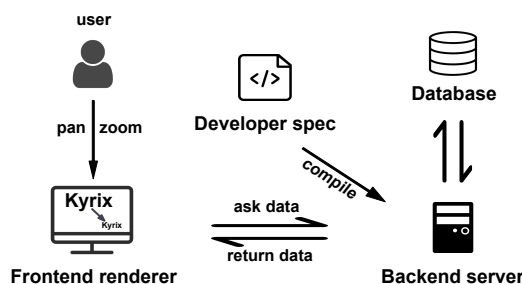 user
pan zoom
</>
Developer spec
Database
compile
Kyrix
Kyrix
ask data
return data
Frontend renderer
Backend server